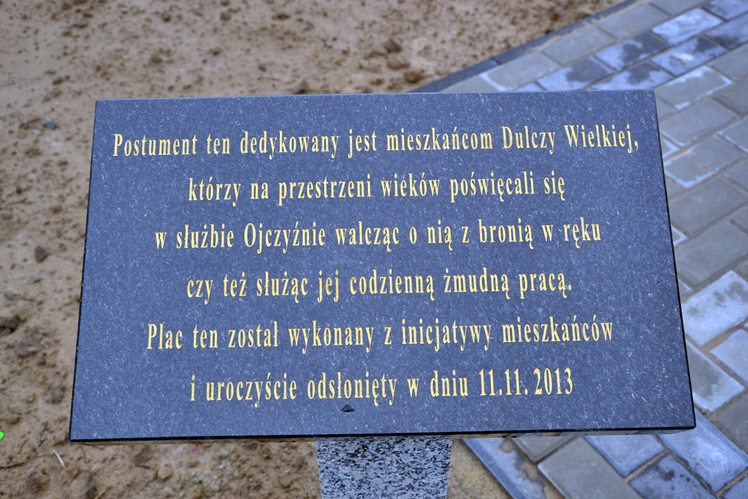 Postument ten dedykowany jest mieszkańcom Dulczy Wielkiej,
którzy na przestrzeni wieków poświęcali się
w służbie Ojczyźnie walcząc o nią z bronią w ręku
czy też służąc jej codzienną żmudną pracą.
Plac ten został wykonany z inicjatywy mieszkańców
i uroczyście odsłonięty w dniu 11.11.2013